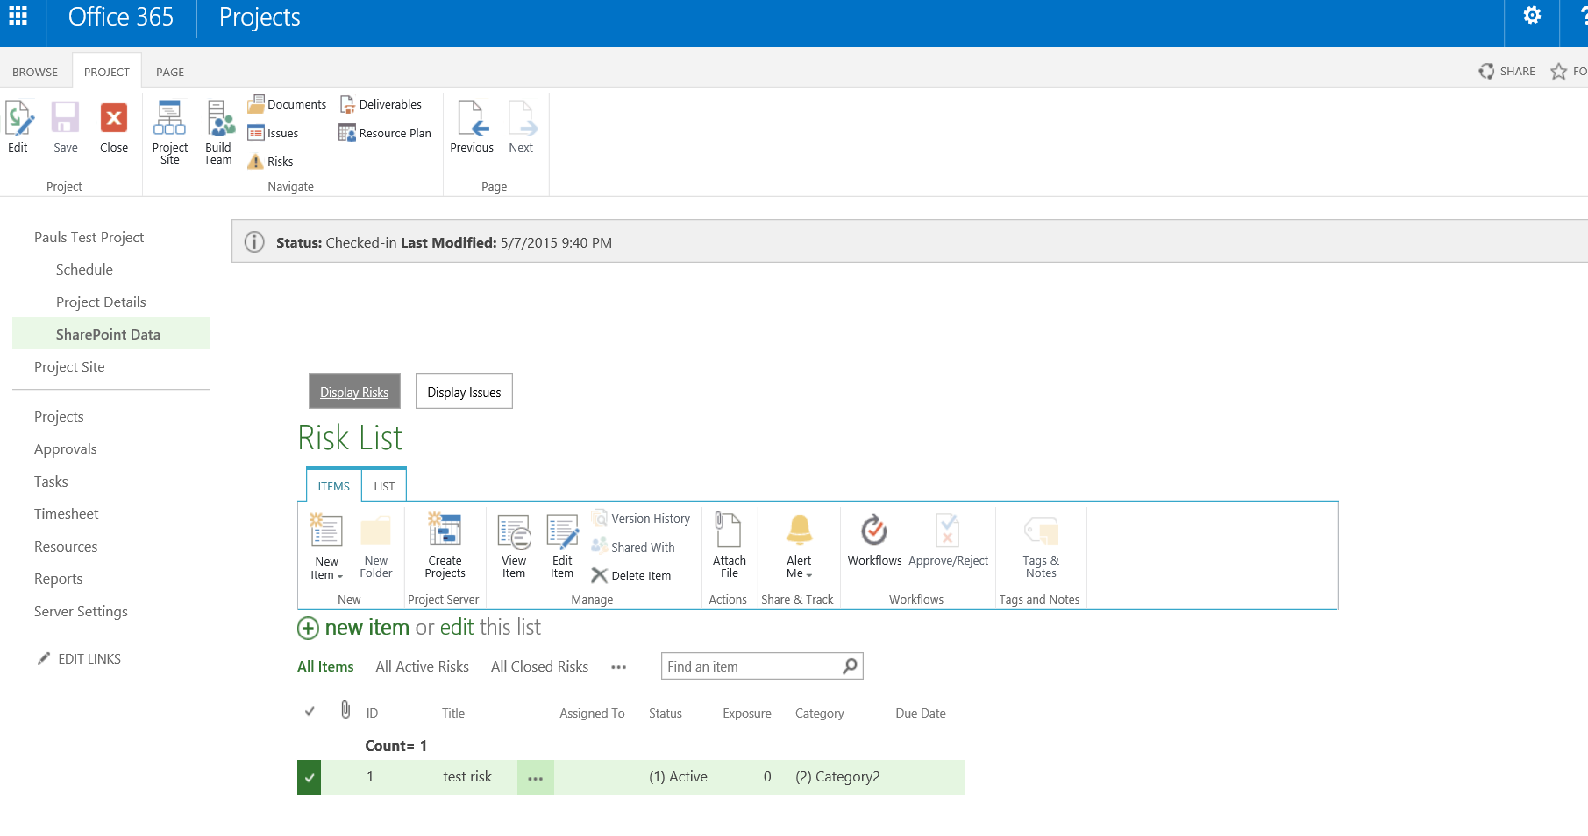 Office 365 Projects
BROWSE PROJECT PAGE SHARE FO
Edit Save Close
Project Site
Build Team
Documents
Issues
Risks
Deliverables
Resource Plan
Previous Next
Project Navigate Page
Pauls Test Project
Schedule
Project Details
SharePoint Data
Project Site
Projects
Approvals
Tasks
Timesheet
Resources
Reports
Server Settings
EDIT LINKS
Status: Checked-in Last Modified: 5/7/2015 9:40 PM
Display Risks Display Issues
Risk List
ITEMS LIST
New Item
New Folder
Create Projects
View Item
Edit Item
Version History
Shared With
Delete Item
Attach File
Alert Me
Workflows Approve/Reject
Tags & Notes
New Project Server Manage Actions Share & Track Workflows Tags and Notes
new item or edit this list
All Items All Active Risks All Closed Risks ••• Find an item
ID Title Assigned To Status Exposure Category Due Date
Count= 1
1 test risk ••• (1) Active 0 (2) Category2